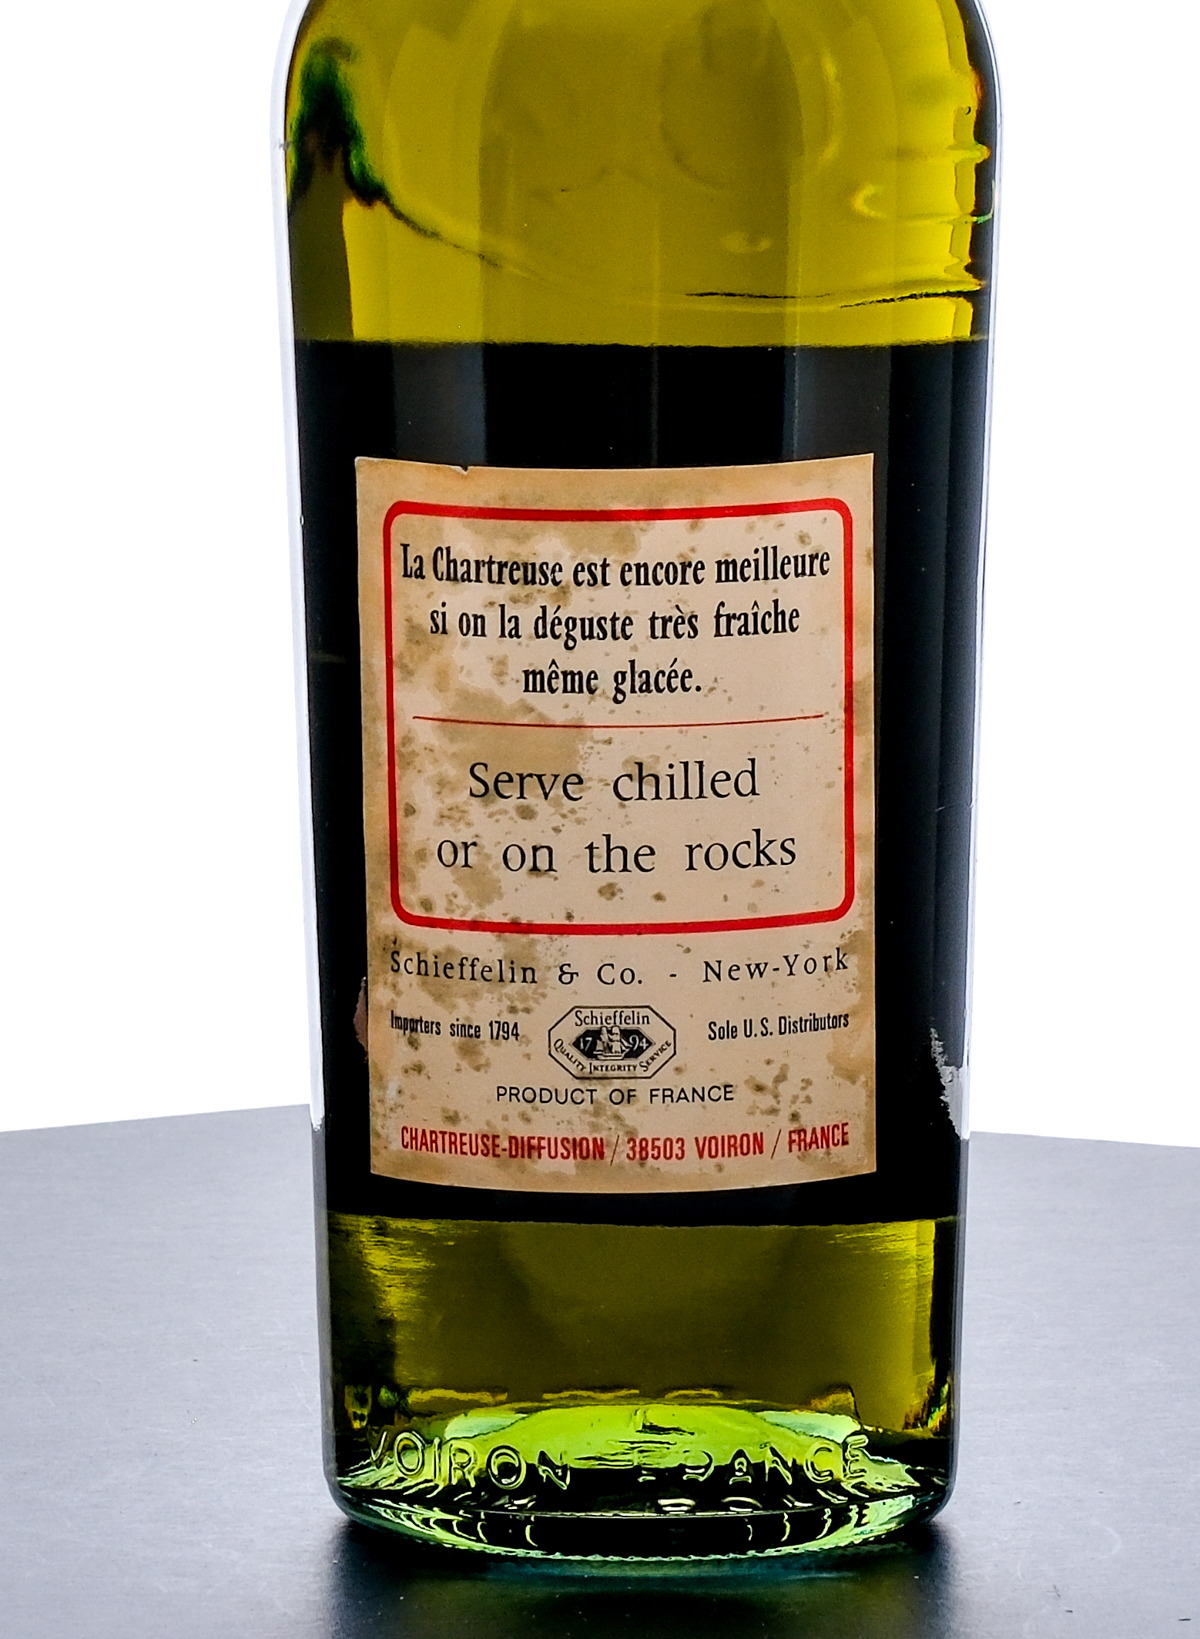 La Chartreuse est encore meilleure
si on la déguste très fraîche
même glacée.
Serve chilled
or on the rocks
Schieffelin & Co. - New-York
Importers since 1794
Schieffelin
17 94
QUALITY INTEGRITY SERVICE
Sole U.S. Distributors
PRODUCT OF FRANCE
CHARTREUSE-DIFFUSION / 38503 VOIRON / FRANCE
VOIRON FRANCE